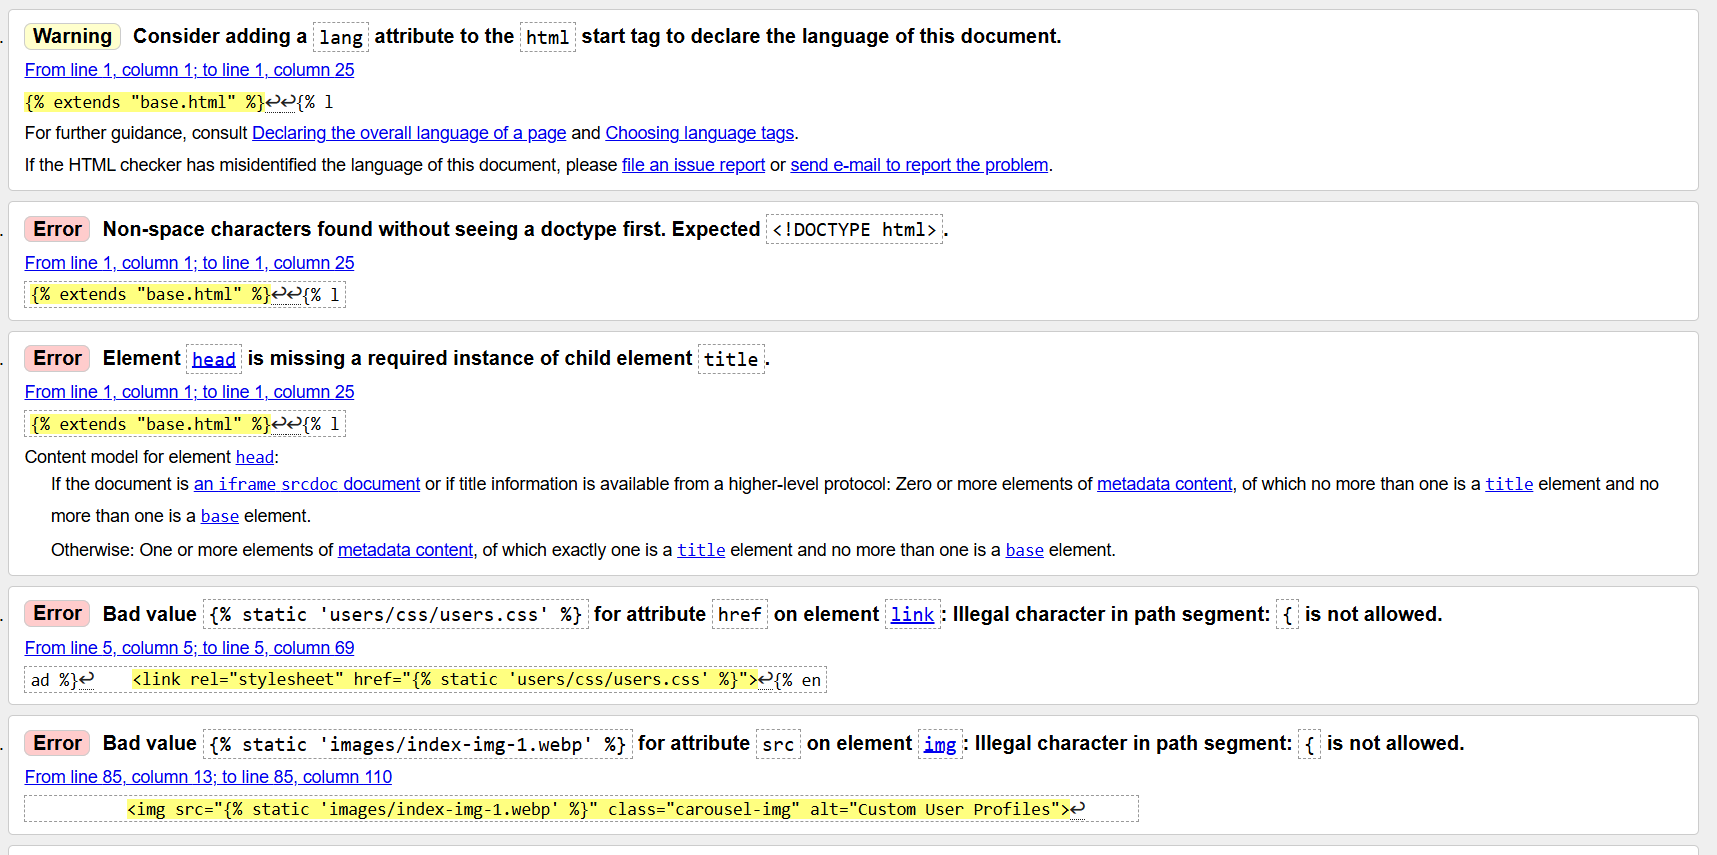 Warning Consider adding a lang attribute to the html start tag to declare the language of this document.
From line 1, column 1; to line 1, column 25
{% extends "base.html" %}↩↩{% l
For further guidance, consult Declaring the overall language of a page and Choosing language tags.
If the HTML checker has misidentified the language of this document, please file an issue report or send e-mail to report the problem.
Error Non-space characters found without seeing a doctype first. Expected <!DOCTYPE html>.
From line 1, column 1; to line 1, column 25
{% extends "base.html" %}↩↩{% l
Error Element head is missing a required instance of child element title.
From line 1, column 1; to line 1, column 25
{% extends "base.html" %}↩↩{% l
Content model for element head:
If the document is an iframe srcdoc document or if title information is available from a higher-level protocol: Zero or more elements of metadata content, of which no more than one is a title element and no
more than one is a base element.
Otherwise: One or more elements of metadata content, of which exactly one is a title element and no more than one is a base element.
Error Bad value {% static 'users/css/users.css' %} for attribute href on element link: Illegal character in path segment: { is not allowed.
From line 5, column 5; to line 5, column 69
ad %}↩    <link rel="stylesheet" href="{% static 'users/css/users.css' %}">↩{% en
Error Bad value {% static 'images/index-img-1.webp' %} for attribute src on element img: Illegal character in path segment: { is not allowed.
From line 85, column 13; to line 85, column 110
<img src="{% static 'images/index-img-1.webp' %}" class="carousel-img" alt="Custom User Profiles">↩